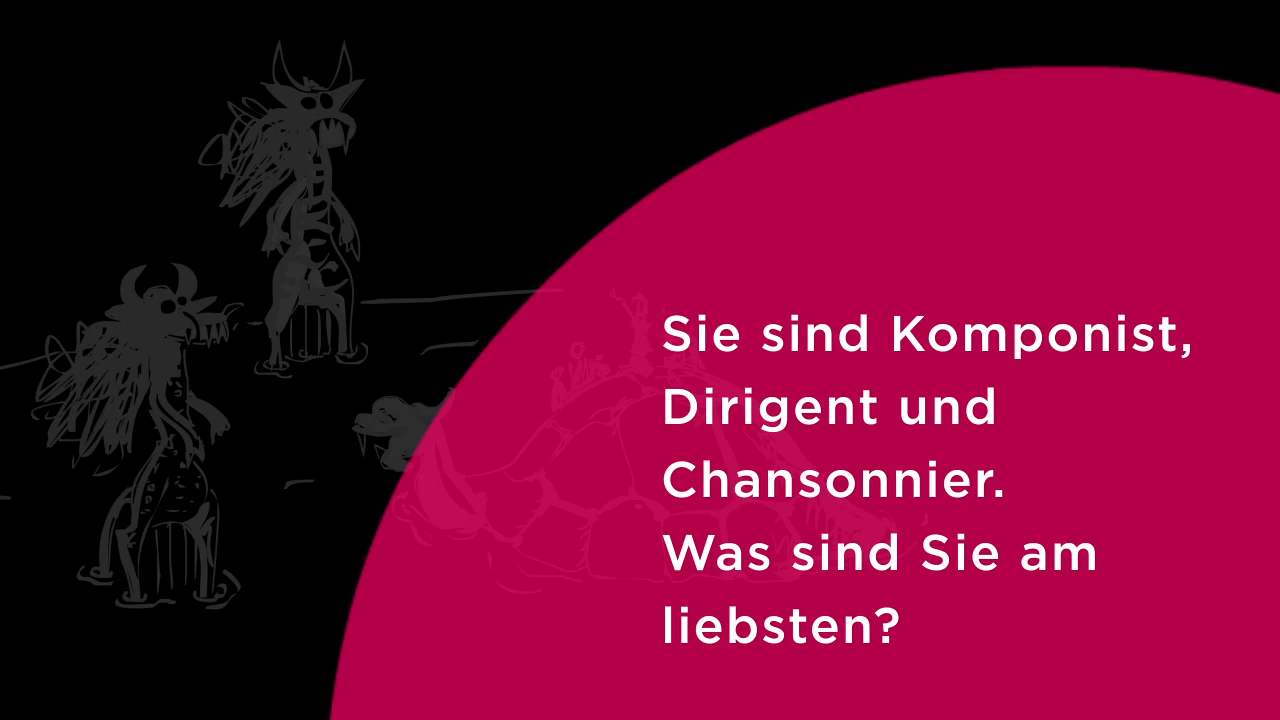 Sie sind Komponist,
Dirigent und
Chansonnier.
Was sind Sie am
liebsten?